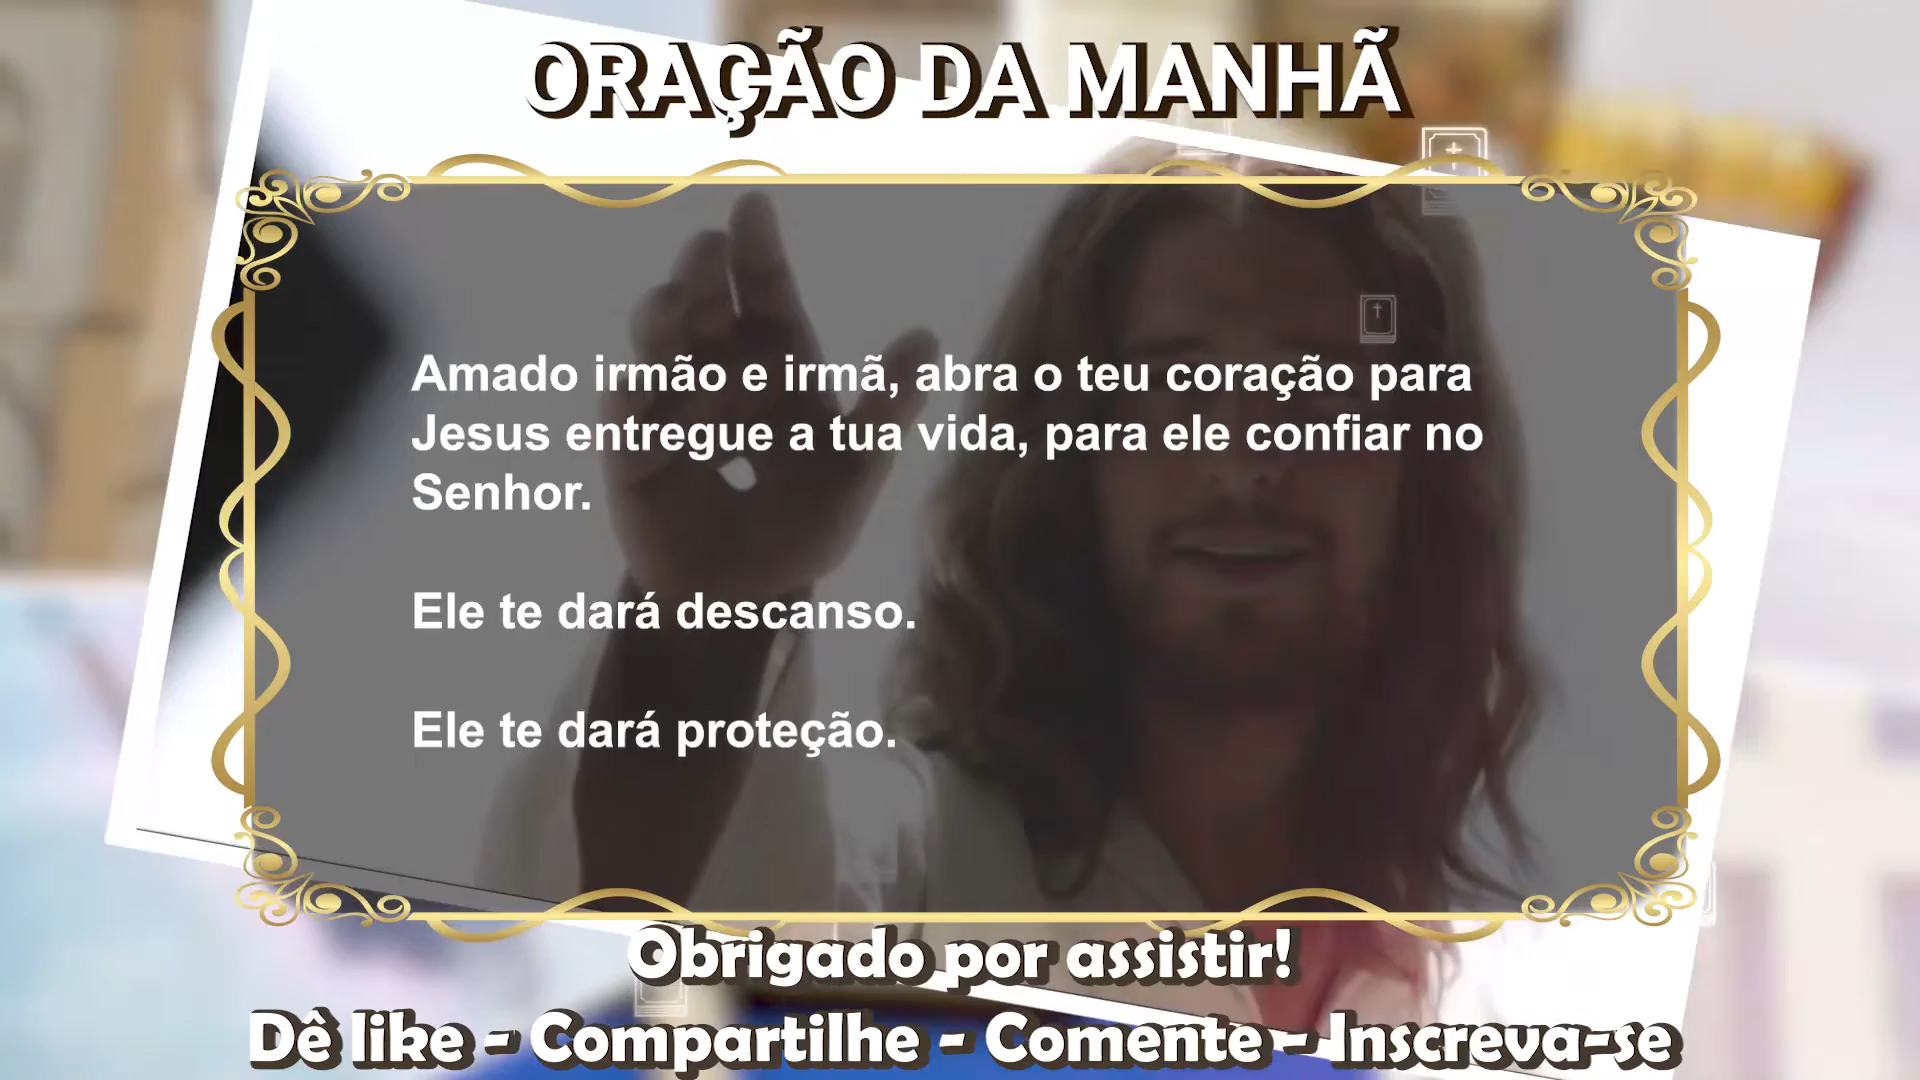 ORAÇÃO DA MANHÃ
Amado irmão e irmã, abra o teu coração para
Jesus entregue a tua vida, para ele confiar no
Senhor.
Ele te dará descanso.
Ele te dará proteção.
Obrigado por assistir!
Dê like - Compartilhe - Comente - Inscreva-se